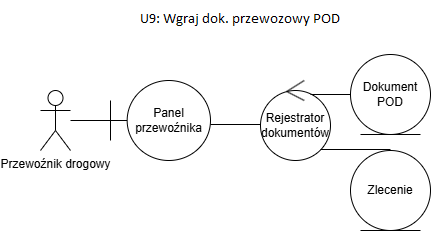 U9: Wgraj dok. przewozowy POD
Dokument
POD
Panel
przewoźnika
Rejestrator
dokumentów
Przewoźnik drogowy
Zlecenie